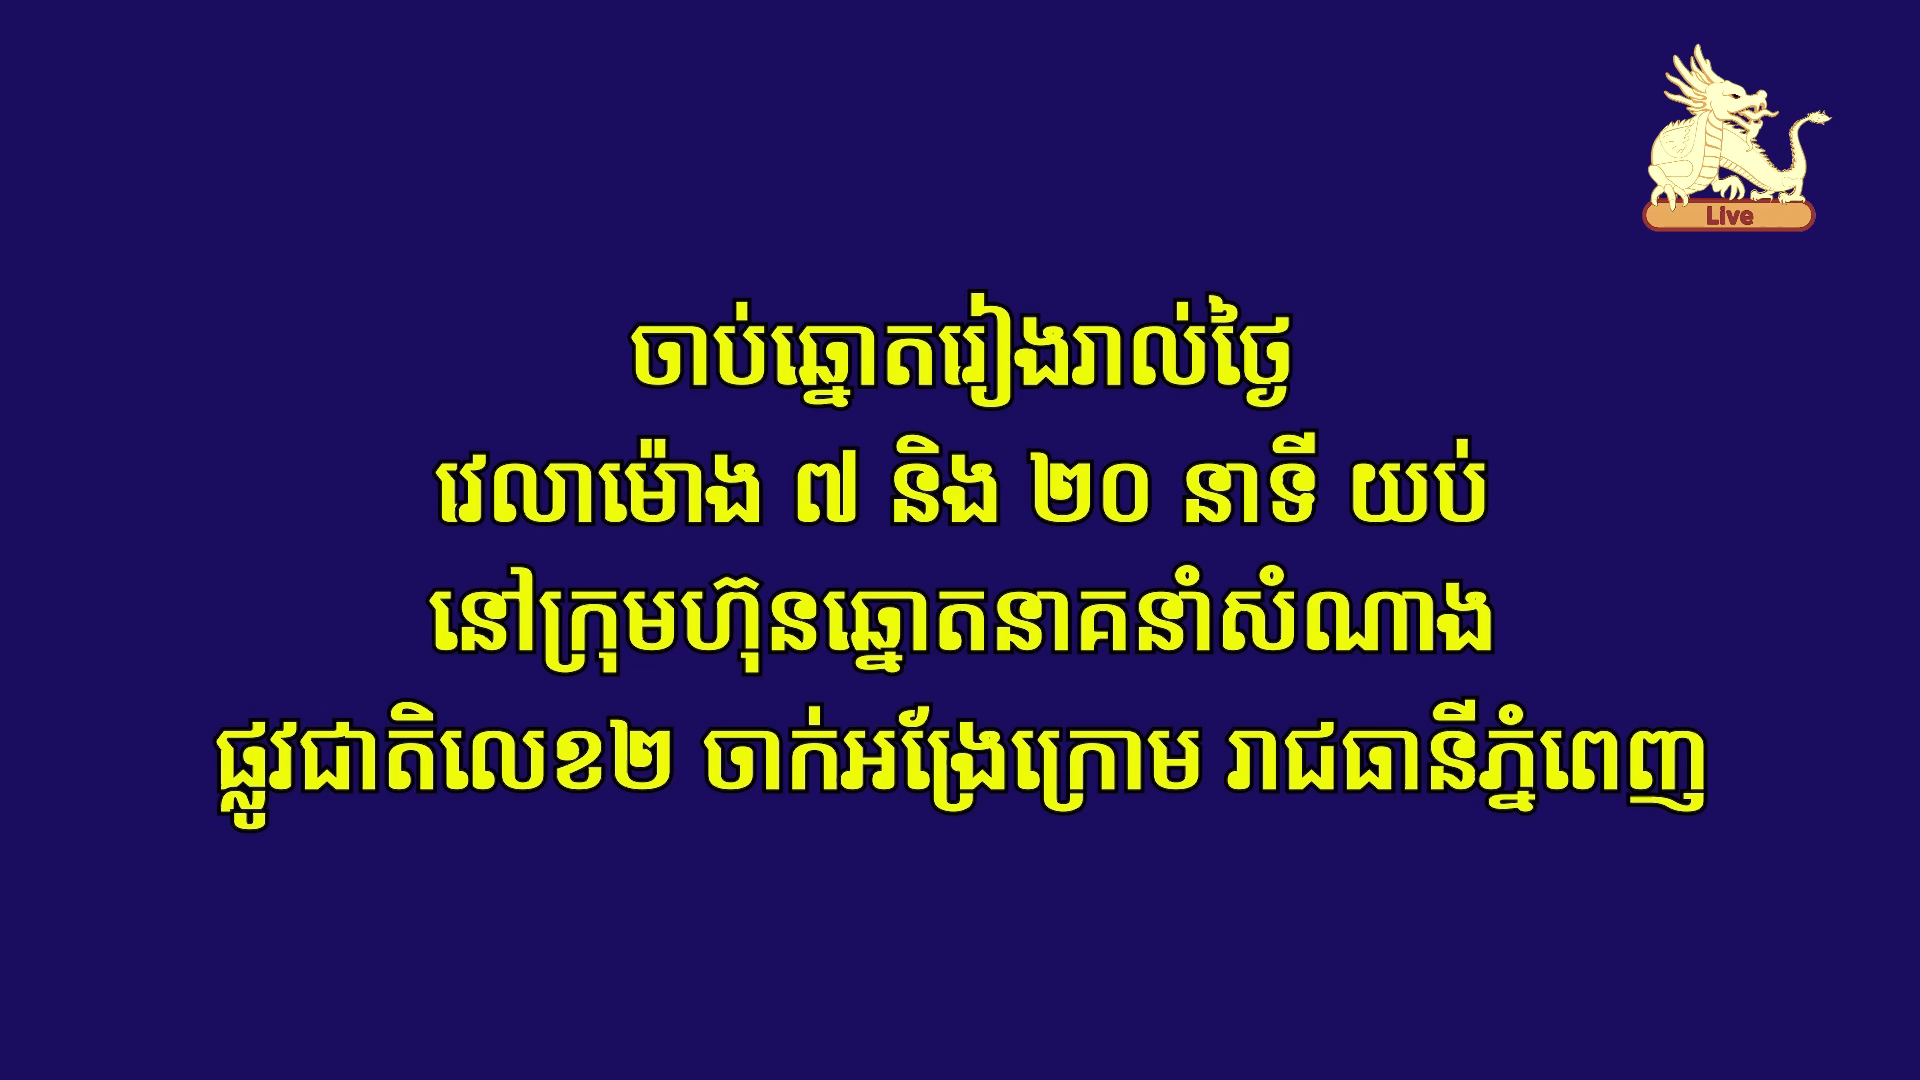 Live
ចាប់ឆ្នោតរៀងរាល់ថ្ងៃ
វេលាម៉ោង ៧ និង ២០ នាទី យប់
នៅក្រុមហ៊ុនឆ្នោតនាគនាំសំណាង
ផ្លូវជាតិលេខ២ ចាក់អង្រែក្រោម រាជធានីភ្នំពេញ